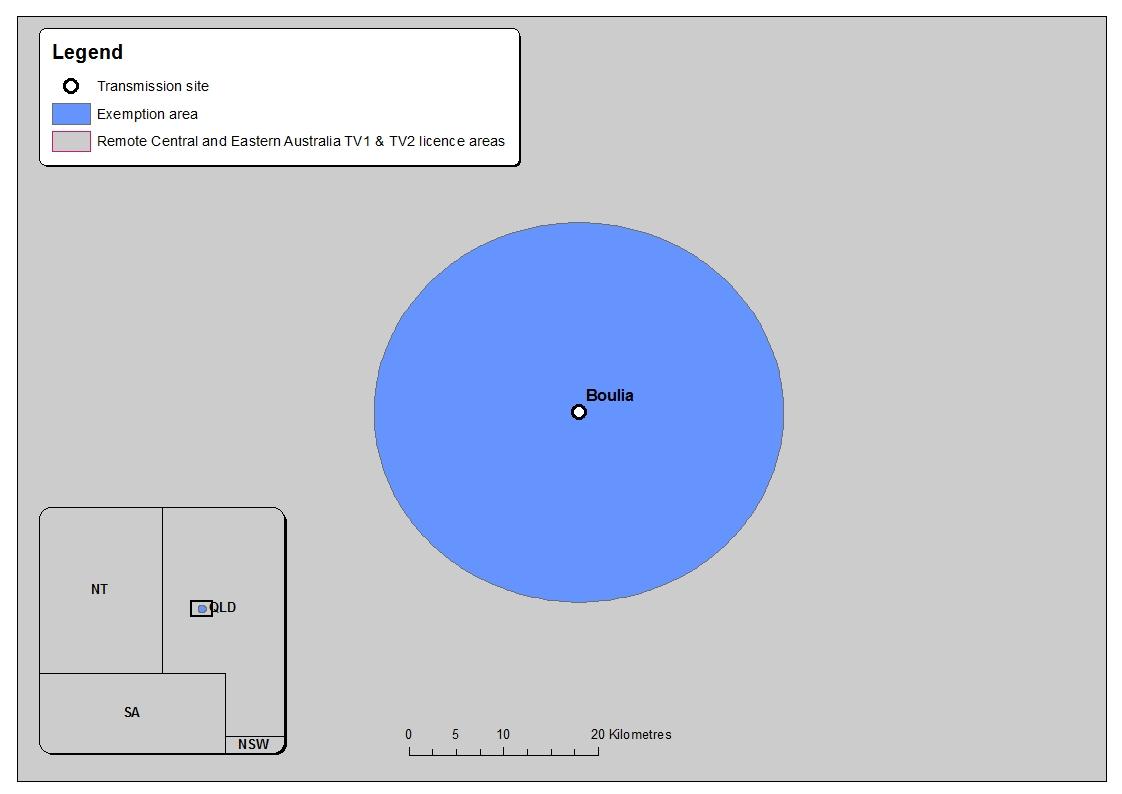 Legend
Transmission site
Exemption area
Remote Central and Eastern Australia TV1 & TV2 licence areas
Boulia
NT
QLD
SA
NSW
0 5 10 20 Kilometres